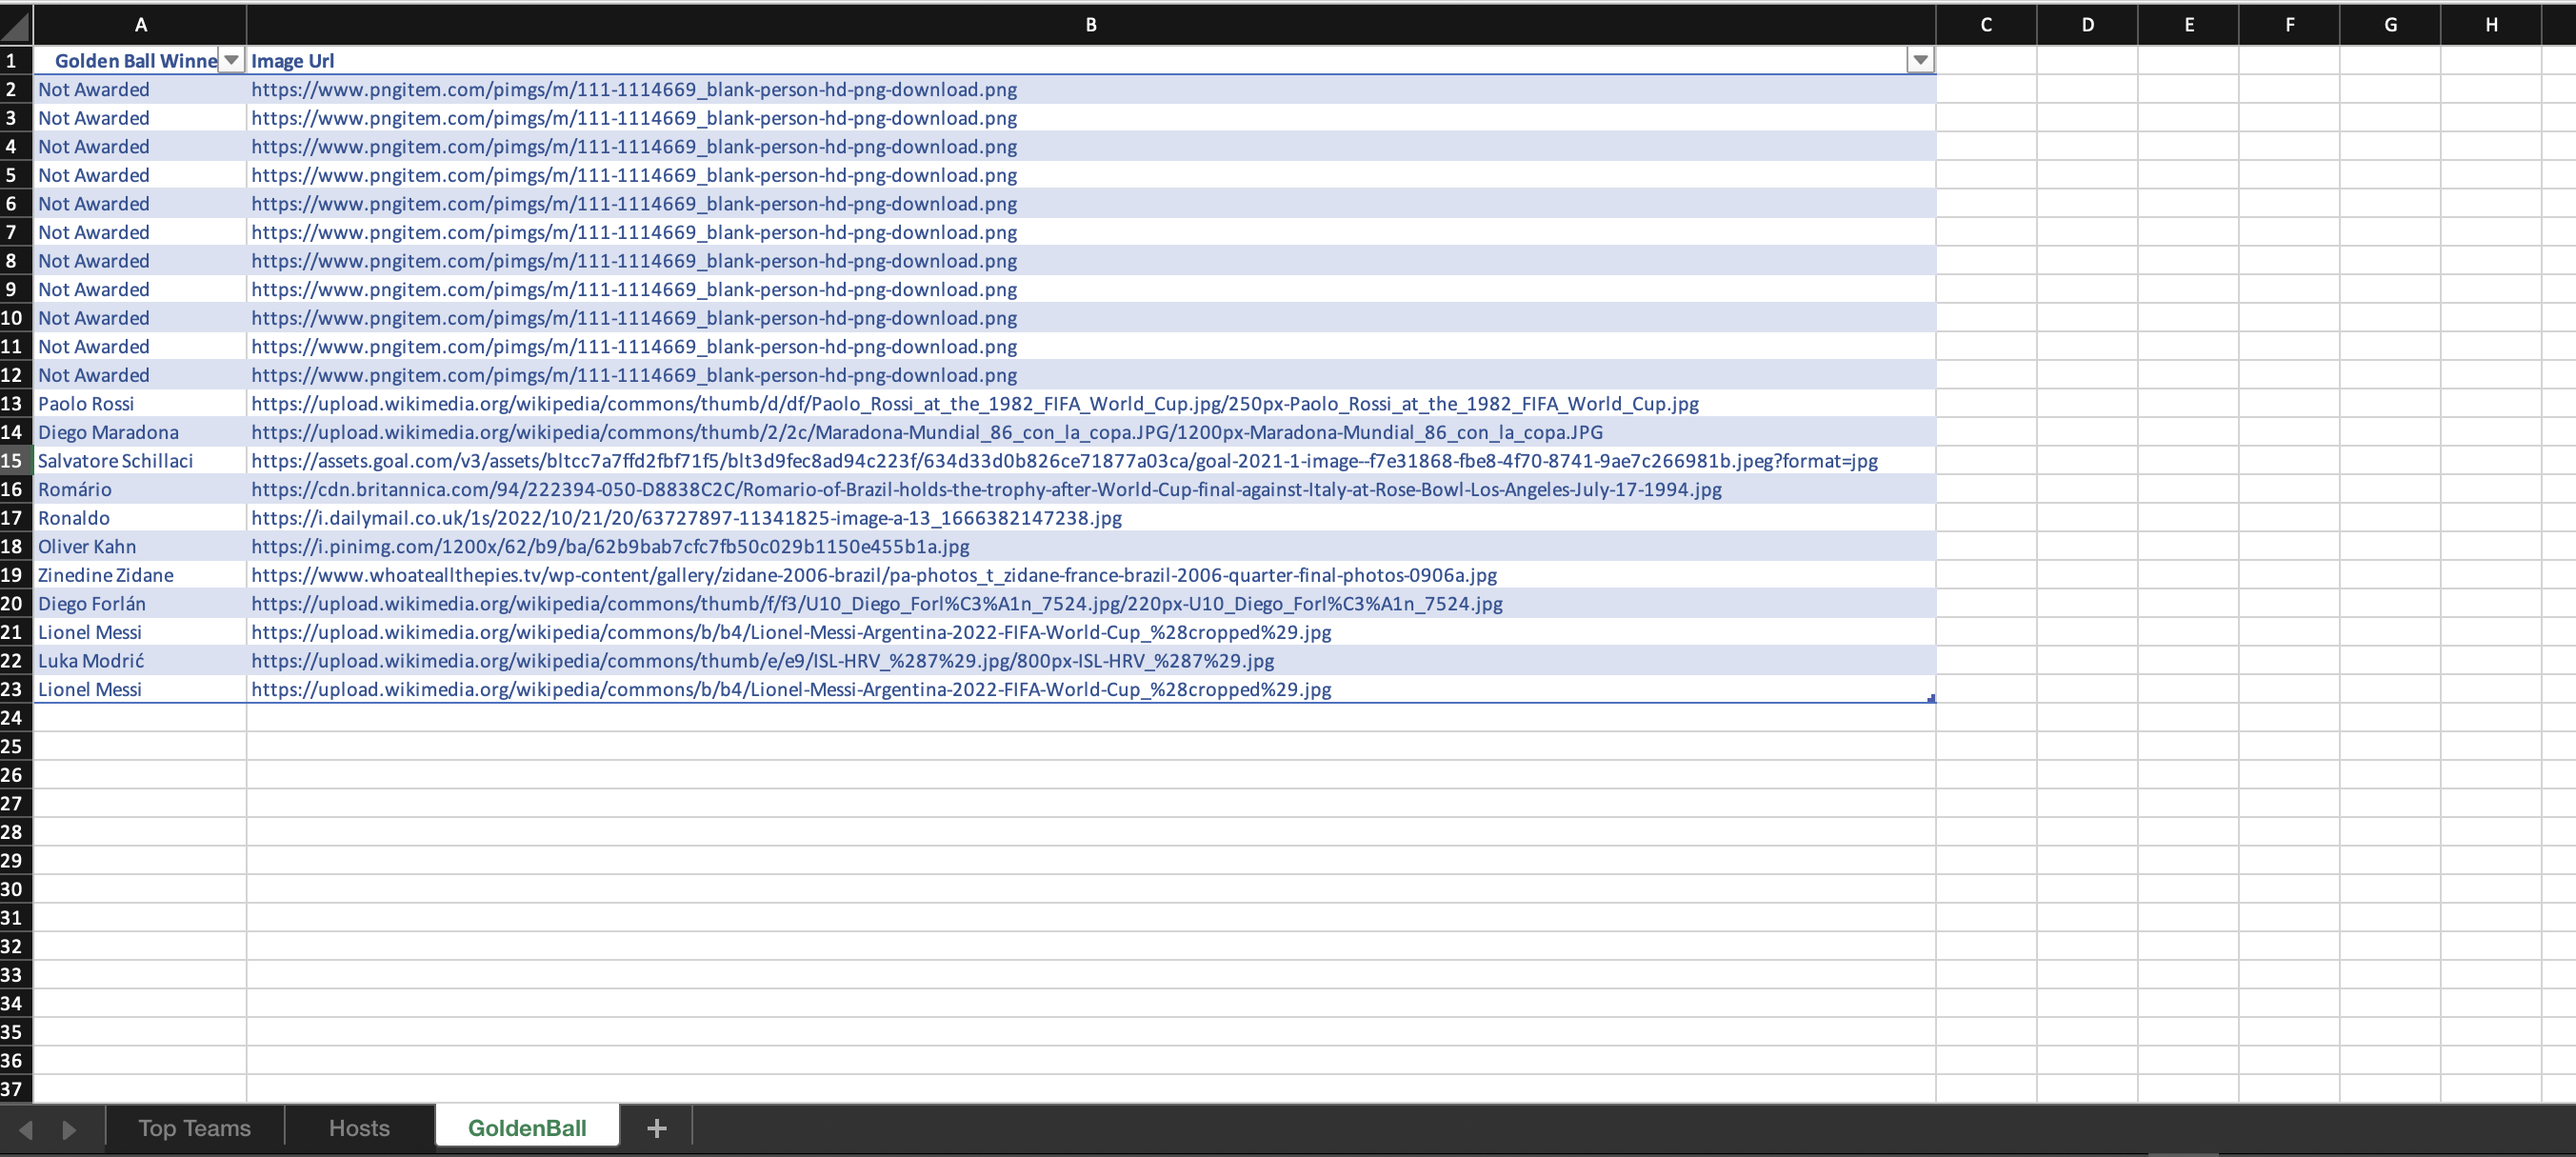 A B C D E F G H
1 Golden Ball Winne Image Url
2 Not Awarded https://www.pngitem.com/pimgs/m/111-1114669_blank-person-hd-png-download.png
3 Not Awarded https://www.pngitem.com/pimgs/m/111-1114669_blank-person-hd-png-download.png
4 Not Awarded https://www.pngitem.com/pimgs/m/111-1114669_blank-person-hd-png-download.png
5 Not Awarded https://www.pngitem.com/pimgs/m/111-1114669_blank-person-hd-png-download.png
6 Not Awarded https://www.pngitem.com/pimgs/m/111-1114669_blank-person-hd-png-download.png
7 Not Awarded https://www.pngitem.com/pimgs/m/111-1114669_blank-person-hd-png-download.png
8 Not Awarded https://www.pngitem.com/pimgs/m/111-1114669_blank-person-hd-png-download.png
9 Not Awarded https://www.pngitem.com/pimgs/m/111-1114669_blank-person-hd-png-download.png
10 Not Awarded https://www.pngitem.com/pimgs/m/111-1114669_blank-person-hd-png-download.png
11 Not Awarded https://www.pngitem.com/pimgs/m/111-1114669_blank-person-hd-png-download.png
12 Not Awarded https://www.pngitem.com/pimgs/m/111-1114669_blank-person-hd-png-download.png
13 Paolo Rossi https://upload.wikimedia.org/wikipedia/commons/thumb/d/df/Paolo_Rossi_at_the_1982_FIFA_World_Cup.jpg/250px-Paolo_Rossi_at_the_1982_FIFA_World_Cup.jpg
14 Diego Maradona https://upload.wikimedia.org/wikipedia/commons/thumb/2/2c/Maradona-Mundial_86_con_la_copa.JPG/1200px-Maradona-Mundial_86_con_la_copa.JPG
15 Salvatore Schillaci https://assets.goal.com/v3/assets/bltcc7a7ffd2fbf71f5/blt3d9fec8ad94c223f/634d33d0b826ce71877a03ca/goal-2021-1-image--f7e31868-fbe8-4f70-8741-9ae7c266981b.jpeg?format=jpg
16 Romário https://cdn.britannica.com/94/222394-050-D8838C2C/Romario-of-Brazil-holds-the-trophy-after-World-Cup-final-against-Italy-at-Rose-Bowl-Los-Angeles-July-17-1994.jpg
17 Ronaldo https://i.dailymail.co.uk/1s/2022/10/21/20/63727897-11341825-image-a-13_1666382147238.jpg
18 Oliver Kahn https://i.pinimg.com/1200x/62/b9/ba/62b9bab7cfc7fb50c029b1150e455b1a.jpg
19 Zinedine Zidane https://www.whoateallthepies.tv/wp-content/gallery/zidane-2006-brazil/pa-photos_t_zidane-france-brazil-2006-quarter-final-photos-0906a.jpg
20 Diego Forlán https://upload.wikimedia.org/wikipedia/commons/thumb/f/f3/U10_Diego_Forl%C3%A1n_7524.jpg/220px-U10_Diego_Forl%C3%A1n_7524.jpg
21 Lionel Messi https://upload.wikimedia.org/wikipedia/commons/b/b4/Lionel-Messi-Argentina-2022-FIFA-World-Cup_%28cropped%29.jpg
22 Luka Modrić https://upload.wikimedia.org/wikipedia/commons/thumb/e/e9/ISL-HRV_%287%29.jpg/800px-ISL-HRV_%287%29.jpg
23 Lionel Messi https://upload.wikimedia.org/wikipedia/commons/b/b4/Lionel-Messi-Argentina-2022-FIFA-World-Cup_%28cropped%29.jpg
24
25
26
27
28
29
30
31
32
33
34
35
36
37
Top Teams Hosts GoldenBall +